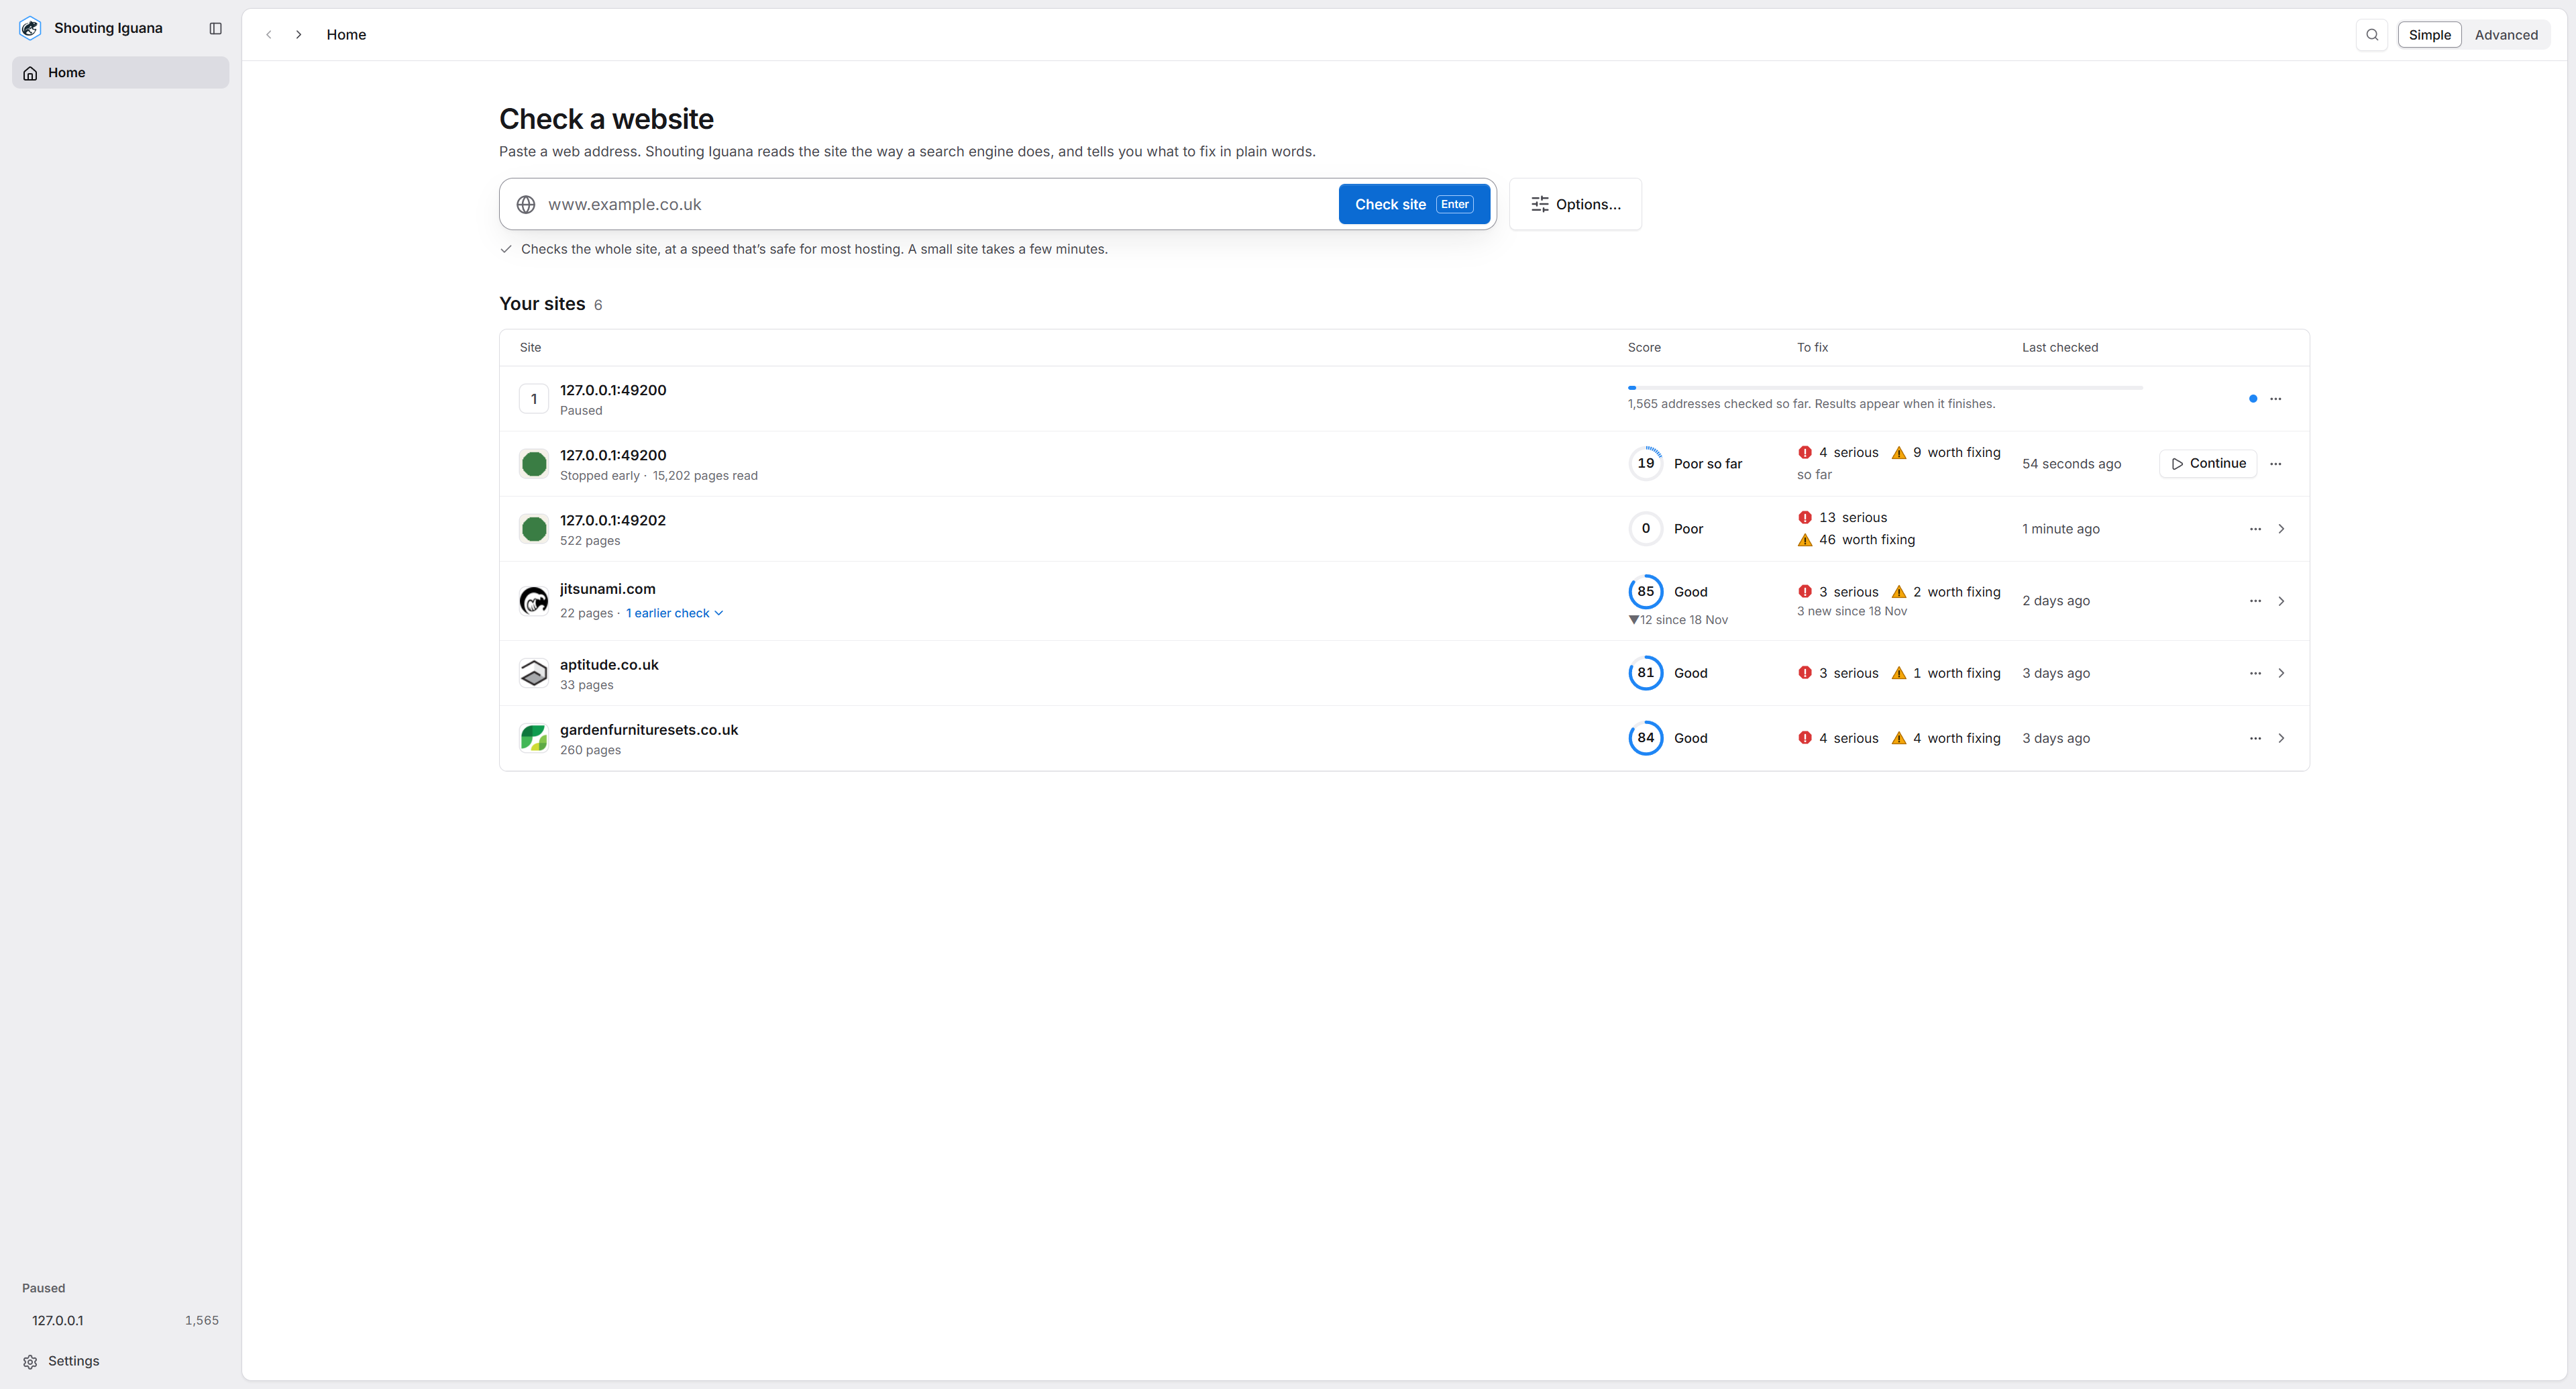 Shouting Iguana
Home
Home
Simple Advanced
Check a website
Paste a web address. Shouting Iguana reads the site the way a search engine does, and tells you what to fix in plain words.
www.example.co.uk
Check site Enter
Options...
Checks the whole site, at a speed that's safe for most hosting. A small site takes a few minutes.
Your sites 6
Site Score To fix Last checked
1
127.0.0.1:49200
Paused
1,565 addresses checked so far. Results appear when it finishes.
127.0.0.1:49200
Stopped early · 15,202 pages read
19 Poor so far
4 serious 9 worth fixing
so far
54 seconds ago
Continue
127.0.0.1:49202
522 pages
0 Poor
13 serious
46 worth fixing
1 minute ago
jitsunami.com
22 pages · 1 earlier check
85 Good
▼12 since 18 Nov
3 serious 2 worth fixing
3 new since 18 Nov
2 days ago
aptitude.co.uk
33 pages
81 Good
3 serious 1 worth fixing
3 days ago
gardenfurnituresets.co.uk
260 pages
84 Good
4 serious 4 worth fixing
3 days ago
Paused
127.0.0.1 1,565
Settings